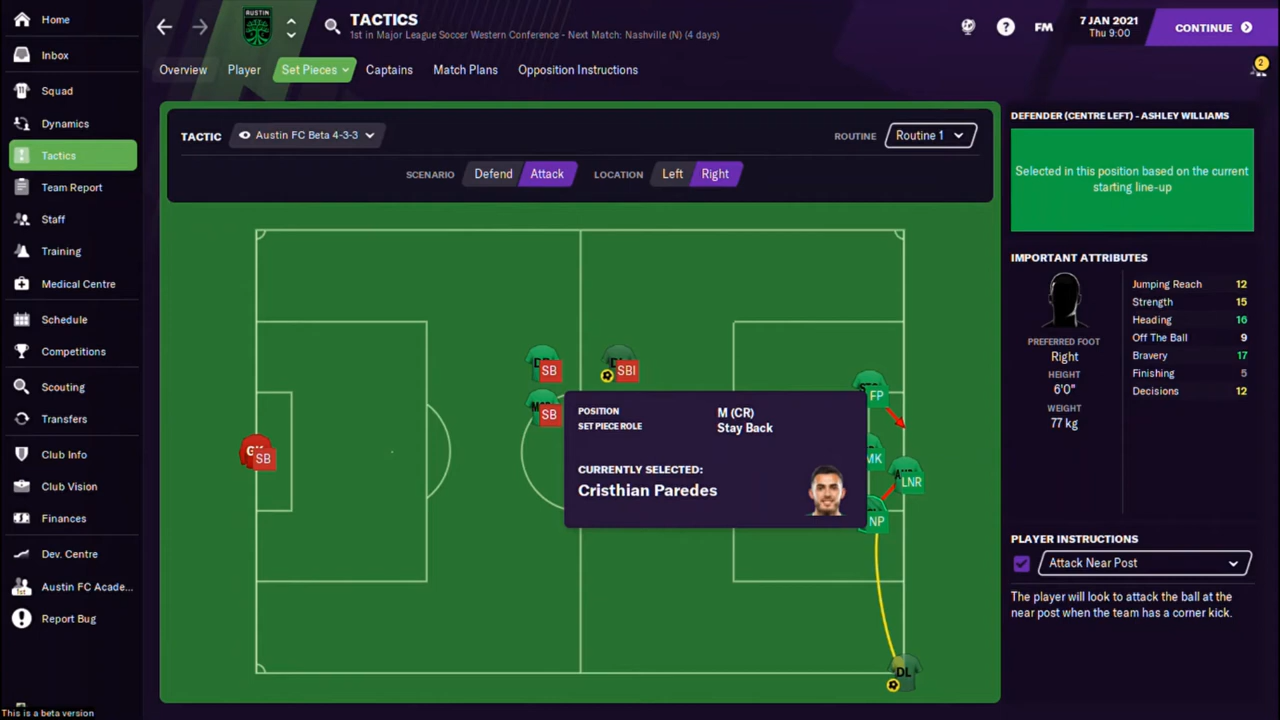 Home
Inbox
Squad
Dynamics
Tactics
Team Report
Staff
Training
Medical Centre
Schedule
Competitions
Scouting
Transfers
Club Info
Club Vision
Finances
Dev. Centre
1st
Austin FC Acade...
Report Bug
This is a beta version
AUSTIN
TACTICS
1st in Major League Soccer Western Conference - Next Match: Nashville (N) (4 days)
?
FM
7 JAN 2021
Thu 9:00
CONTINUE
2
Overview
Player
Set Pieces
Captains
Match Plans
Opposition Instructions
TACTIC
Austin FC Beta 4-3-3
ROUTINE
Routine 1
SCENARIO
Defend
Attack
LOCATION
Left
Right
SB
SBI
SB
SB
FP
MK
LNR
NP
DL
POSITION M (CR)
SET PIECE ROLE Stay Back
CURRENTLY SELECTED:
Cristhian Paredes
DEFENDER (CENTRE LEFT) - ASHLEY WILLIAMS
Selected in this position based on the current
starting line-up
IMPORTANT ATTRIBUTES
PREFERRED FOOT
Right
HEIGHT
6'0"
WEIGHT
77 kg
Jumping Reach 12
Strength 15
Heading 16
Off The Ball 9
Bravery 17
Finishing 5
Decisions 12
PLAYER INSTRUCTIONS
Attack Near Post
The player will look to attack the ball at the
near post when the team has a corner kick.